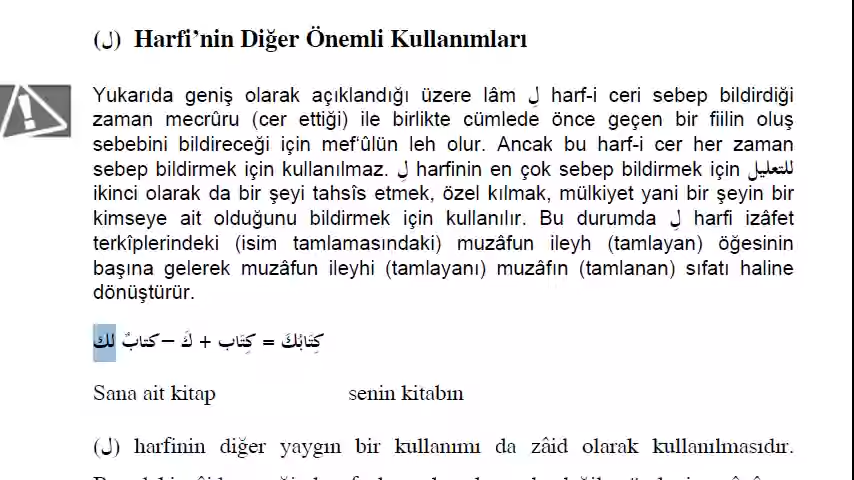 (ل) Harfi’nin Diğer Önemli Kullanımları
Yukarıda geniş olarak açıklandığı üzere lâm لِ harf-i ceri sebep bildirdiği
zaman mecrûru (cer ettiği) ile birlikte cümlede önce geçen bir fiilin oluş
sebebini bildireceği için mef‘ûlün leh olur. Ancak bu harf-i cer her zaman
sebep bildirmek için kullanılmaz. لِ harfinin en çok sebep bildirmek için للتعليل
ikinci olarak da bir şeyi tahsîs etmek, özel kılmak, mülkiyet yani bir şeyin bir
kimseye ait olduğunu bildirmek için kullanılır. Bu durumda لِ harfi izâfet
terkîplerindeki (isim tamlamasındaki) muzâfun ileyh (tamlayan) öğesinin
başına gelerek muzâfun ileyhi (tamlayanı) muzâfın (tamlanan) sıfatı haline
dönüştürür.
كِتَابُكَ = كِتَاب + كَ – كتابٌ لك
Sana ait kitap senin kitabın
(ل) harfinin diğer yaygın bir kullanımı da zâid olarak kullanılmasıdır.